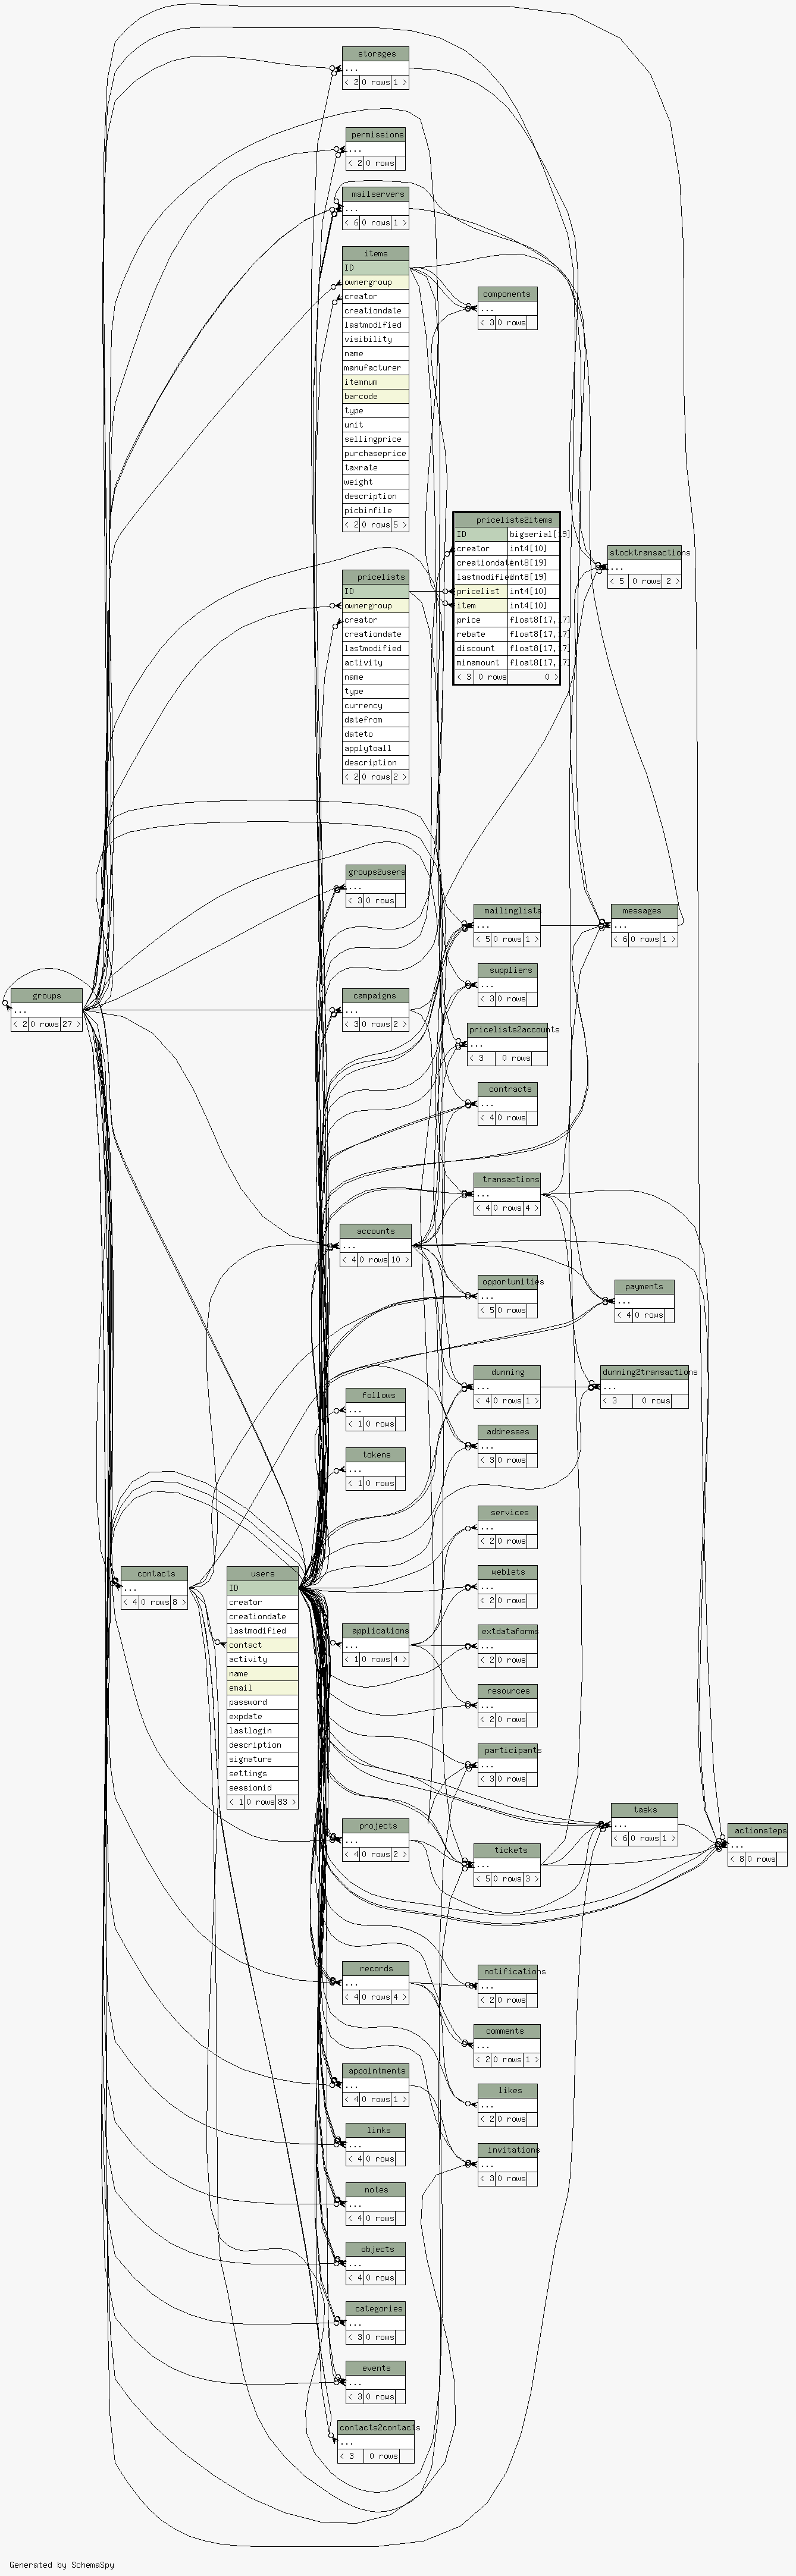 storages
...
< 2 0 rows 1 >
permissions
...
< 2 0 rows
mailservers
...
< 6 0 rows 1 >
items
ID
ownergroup
creator
creationdate
lastmodified
visibility
name
manufacturer
itemnum
barcode
type
unit
sellingprice
purchaseprice
taxrate
weight
description
picbinfile
< 2 0 rows 5 >
components
...
< 3 0 rows
pricelists2items
ID bigserial[19]
creator int4[10]
creationdate int8[19]
lastmodified int8[19]
pricelist int4[10]
item int4[10]
price float8[17,17]
rebate float8[17,17]
discount float8[17,17]
minamount float8[17,17]
< 3 0 rows 0 >
stocktransactions
...
< 5 0 rows 2 >
pricelists
ID
ownergroup
creator
creationdate
lastmodified
activity
name
type
currency
datefrom
dateto
applytoall
description
< 2 0 rows 2 >
groups2users
...
< 3 0 rows
mailinglists
...
< 5 0 rows 1 >
messages
...
< 6 0 rows 1 >
suppliers
...
< 3 0 rows
groups
...
< 2 0 rows 27 >
campaigns
...
< 3 0 rows 2 >
pricelists2accounts
...
< 3 0 rows
contracts
...
< 4 0 rows
transactions
...
< 4 0 rows 4 >
accounts
...
< 4 0 rows 10 >
opportunities
...
< 5 0 rows
payments
...
< 4 0 rows
dunning
...
< 4 0 rows 1 >
dunning2transactions
...
< 3 0 rows
follows
...
< 1 0 rows
addresses
...
< 3 0 rows
tokens
...
< 1 0 rows
services
...
< 2 0 rows
contacts
...
< 4 0 rows 8 >
users
ID
creator
creationdate
lastmodified
contact
activity
name
email
password
expdate
lastlogin
description
signature
settings
sessionid
< 1 0 rows 83 >
weblets
...
< 2 0 rows
applications
...
< 1 0 rows 4 >
extdataforms
...
< 2 0 rows
resources
...
< 2 0 rows
participants
...
< 3 0 rows
tasks
...
< 6 0 rows 1 >
projects
...
< 4 0 rows 2 >
actionsteps
...
< 8 0 rows
tickets
...
< 5 0 rows 3 >
records
...
< 4 0 rows 4 >
notifications
...
< 2 0 rows
comments
...
< 2 0 rows 1 >
appointments
...
< 4 0 rows 1 >
likes
...
< 2 0 rows
links
...
< 4 0 rows
invitations
...
< 3 0 rows
notes
...
< 4 0 rows
objects
...
< 4 0 rows
categories
...
< 3 0 rows
events
...
< 3 0 rows
contacts2contacts
...
< 3 0 rows
Generated by SchemaSpy